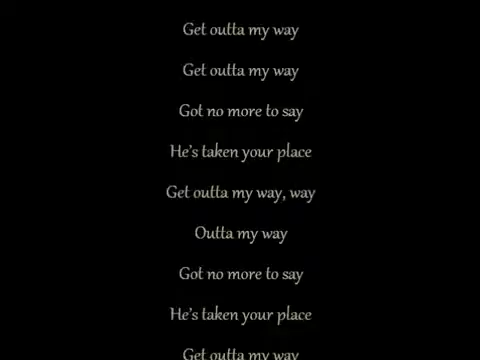 Get outta my way
Get outta my way
Got no more to say
He's taken your place
Get outta my way, way
Outta my way
Got no more to say
He's taken your place
Get outta my way